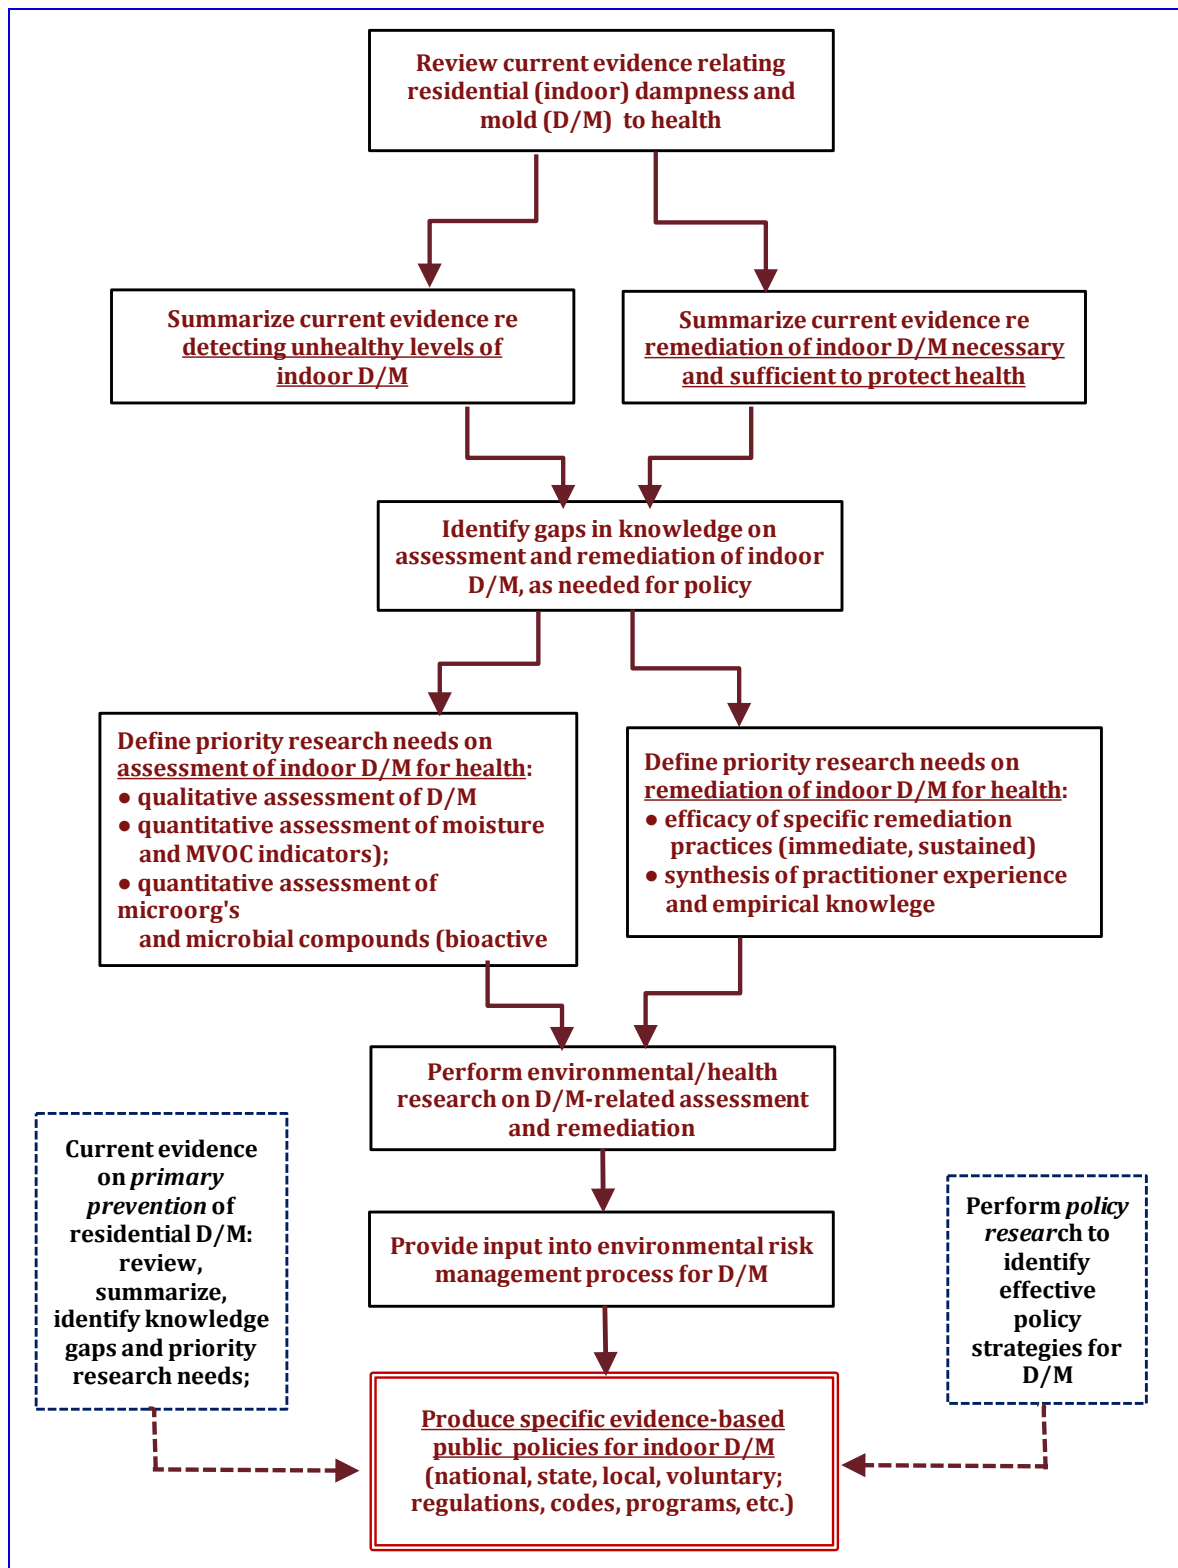 Review current evidence relating
residential (indoor) dampness and
mold (D/M) to health
Summarize current evidence re
detecting unhealthy levels of
indoor D/M
Summarize current evidence re
remediation of indoor D/M necessary
and sufficient to protect health
Identify gaps in knowledge on
assessment and remediation of indoor
D/M, as needed for policy
Define priority research needs on
assessment of indoor D/M for health:
● qualitative assessment of D/M
● quantitative assessment of moisture
and MVOC indicators);
● quantitative assessment of
microorg's
and microbial compounds (bioactive
Define priority research needs on
remediation of indoor D/M for health:
● efficacy of specific remediation
practices (immediate, sustained)
● synthesis of practitioner experience
and empirical knowlege
Perform environmental/health
research on D/M-related assessment
and remediation
Current evidence
on primary
prevention of
residential D/M:
review,
summarize,
identify knowledge
gaps and priority
research needs;
Provide input into environmental risk
management process for D/M
Perform policy
research to
identify
effective
policy
strategies for
D/M
Produce specific evidence-based
public policies for indoor D/M
(national, state, local, voluntary;
regulations, codes, programs, etc.)